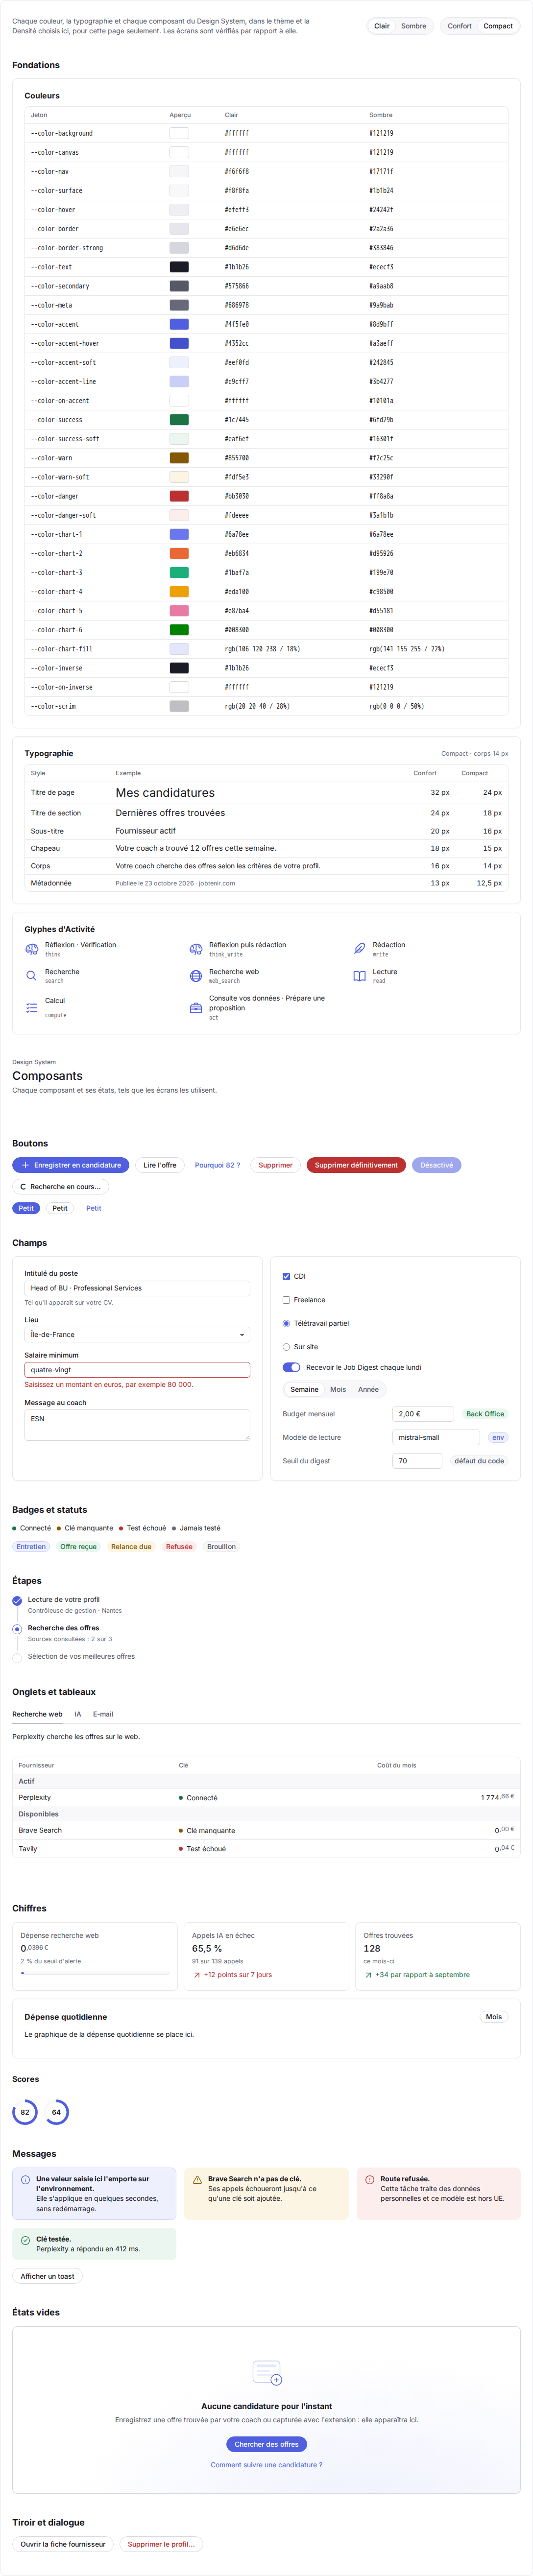 Chaque couleur, la typographie et chaque composant du Design System, dans le thème et la
Densité choisis ici, pour cette page seulement. Les écrans sont vérifiés par rapport à elle.
Clair Sombre Confort Compact
Fondations
Couleurs
Jeton Aperçu Clair Sombre
--color-background #ffffff #121219
--color-canvas #ffffff #121219
--color-nav #f6f6f8 #17171f
--color-surface #f8f8fa #1b1b24
--color-hover #efeff3 #24242f
--color-border #e6e6ec #2a2a36
--color-border-strong #d6d6de #383846
--color-text #1b1b26 #ececf3
--color-secondary #575866 #a9aab8
--color-meta #686978 #9a9bab
--color-accent #4f5fe0 #8d9bff
--color-accent-hover #4352cc #a3aeff
--color-accent-soft #eef0fd #242845
--color-accent-line #c9cff7 #3b4277
--color-on-accent #ffffff #10101a
--color-success #1c7445 #6fd29b
--color-success-soft #eaf6ef #16301f
--color-warn #855700 #f2c25c
--color-warn-soft #fdf5e3 #33290f
--color-danger #bb3030 #ff8a8a
--color-danger-soft #fdeeee #3a1b1b
--color-chart-1 #6a78ee #6a78ee
--color-chart-2 #eb6834 #d95926
--color-chart-3 #1baf7a #199e70
--color-chart-4 #eda100 #c98500
--color-chart-5 #e87ba4 #d55181
--color-chart-6 #008300 #008300
--color-chart-fill rgb(106 120 238 / 18%) rgb(141 155 255 / 22%)
--color-inverse #1b1b26 #ececf3
--color-on-inverse #ffffff #121219
--color-scrim rgb(20 20 40 / 28%) rgb(0 0 0 / 50%)
Typographie Compact · corps 14 px
Style Exemple Confort Compact
Titre de page Mes candidatures 32 px 24 px
Titre de section Dernières offres trouvées 24 px 18 px
Sous-titre Fournisseur actif 20 px 16 px
Chapeau Votre coach a trouvé 12 offres cette semaine. 18 px 15 px
Corps Votre coach cherche des offres selon les critères de votre profil. 16 px 14 px
Métadonnée Publiée le 23 octobre 2026 · jobtenir.com 13 px 12,5 px
Glyphes d'Activité
Réflexion · Vérification Réflexion puis rédaction Rédaction
think think_write write
Recherche Recherche web Lecture
search web_search read
Calcul Consulte vos données · Prépare une
proposition
compute act
Design System
Composants
Chaque composant et ses états, tels que les écrans les utilisent.
Boutons
Enregistrer en candidature Lire l'offre Pourquoi 82 ? Supprimer Supprimer définitivement Désactivé
Recherche en cours…
Petit Petit Petit
Champs
Intitulé du poste
Head of BU · Professional Services
Tel qu'il apparaît sur votre CV.
Lieu
Île-de-France
Salaire minimum
quatre-vingt
Saisissez un montant en euros, par exemple 80 000.
Message au coach
ESN
CDI
Freelance
Télétravail partiel
Sur site
Recevoir le Job Digest chaque lundi
Semaine Mois Année
Budget mensuel 2,00 € Back Office
Modèle de lecture mistral-small env
Seuil du digest 70 défaut du code
Badges et statuts
Connecté Clé manquante Test échoué Jamais testé
Entretien Offre reçue Relance due Refusée Brouillon
Étapes
Lecture de votre profil
Contrôleuse de gestion · Nantes
Recherche des offres
Sources consultées : 2 sur 3
Sélection de vos meilleures offres
Onglets et tableaux
Recherche web IA E-mail
Perplexity cherche les offres sur le web.
Fournisseur Clé Coût du mois
Actif
Perplexity Connecté 1 774,68 €
Disponibles
Brave Search Clé manquante 0,00 €
Tavily Test échoué 0,04 €
Chiffres
Dépense recherche web Appels IA en échec Offres trouvées
0,0396 € 65,5 % 128
2 % du seuil d'alerte 91 sur 139 appels ce mois-ci
+12 points sur 7 jours +34 par rapport à septembre
Dépense quotidienne Mois
Le graphique de la dépense quotidienne se place ici.
Scores
82 64
Messages
Une valeur saisie ici l'emporte sur
l'environnement.
Elle s'applique en quelques secondes,
sans redémarrage.
Brave Search n'a pas de clé.
Ses appels échoueront jusqu'à ce
qu'une clé soit ajoutée.
Route refusée.
Cette tâche traite des données
personnelles et ce modèle est hors UE.
Clé testée.
Perplexity a répondu en 412 ms.
Afficher un toast
États vides
Aucune candidature pour l'instant
Enregistrez une offre trouvée par votre coach ou capturée avec l'extension : elle apparaîtra ici.
Chercher des offres
Comment suivre une candidature ?
Tiroir et dialogue
Ouvrir la fiche fournisseur Supprimer le profil…